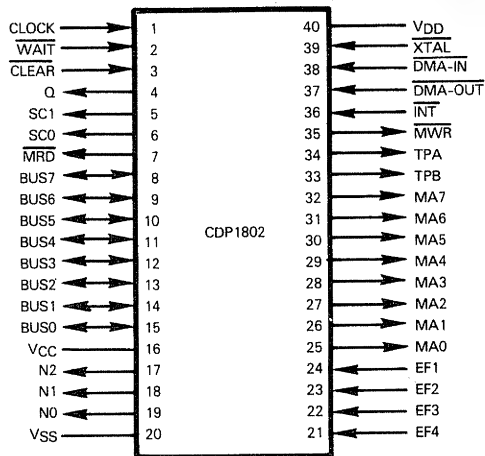 CLOCK 1 40 VDD
WAIT 2 39 XTAL
CLEAR 3 38 DMA-IN
Q 4 37 DMA-OUT
SC1 5 36 INT
SC0 6 35 MWR
MRD 7 34 TPA
BUS7 8 33 TPB
BUS6 9 32 MA7
BUS5 10 31 MA6
BUS4 11 CDP1802 30 MA5
BUS3 12 29 MA4
BUS2 13 28 MA3
BUS1 14 27 MA2
BUS0 15 26 MA1
VCC 16 25 MA0
N2 17 24 EF1
N1 18 23 EF2
N0 19 22 EF3
VSS 20 21 EF4